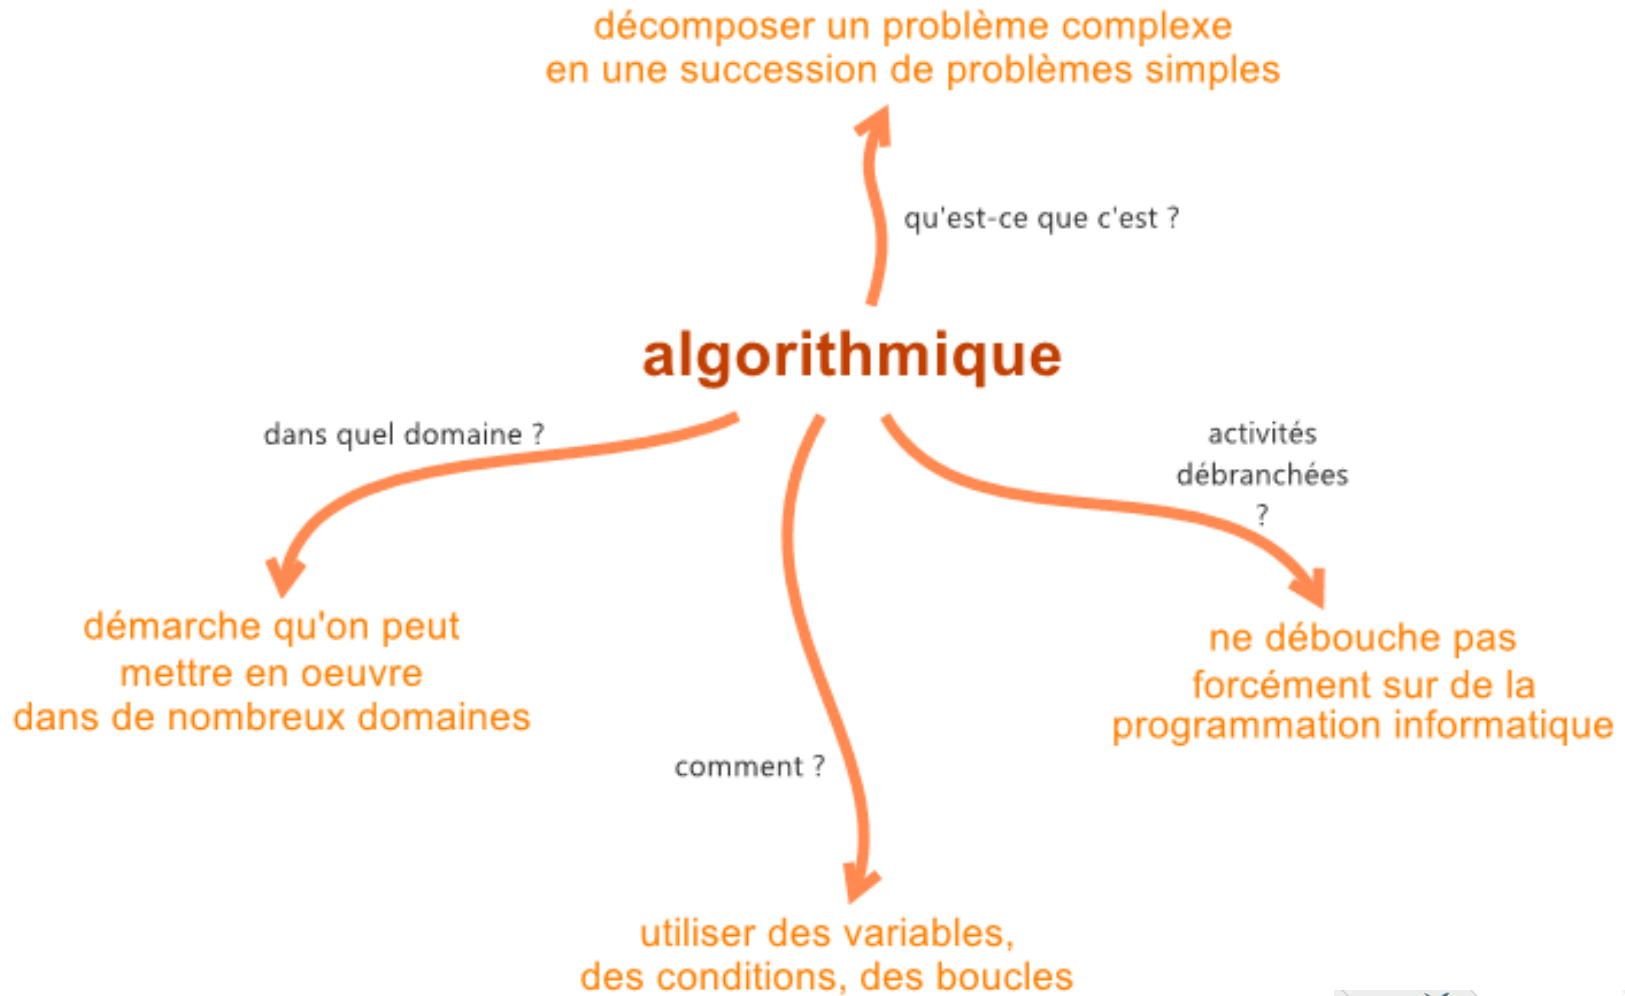 décomposer un problème complexe
en une succession de problèmes simples
qu'est-ce que c'est ?
algorithmique
dans quel domaine ?
activités
débranchées
?
démarche qu'on peut
mettre en oeuvre
dans de nombreux domaines
ne débouche pas
forcément sur de la
programmation informatique
comment ?
utiliser des variables,
des conditions, des boucles